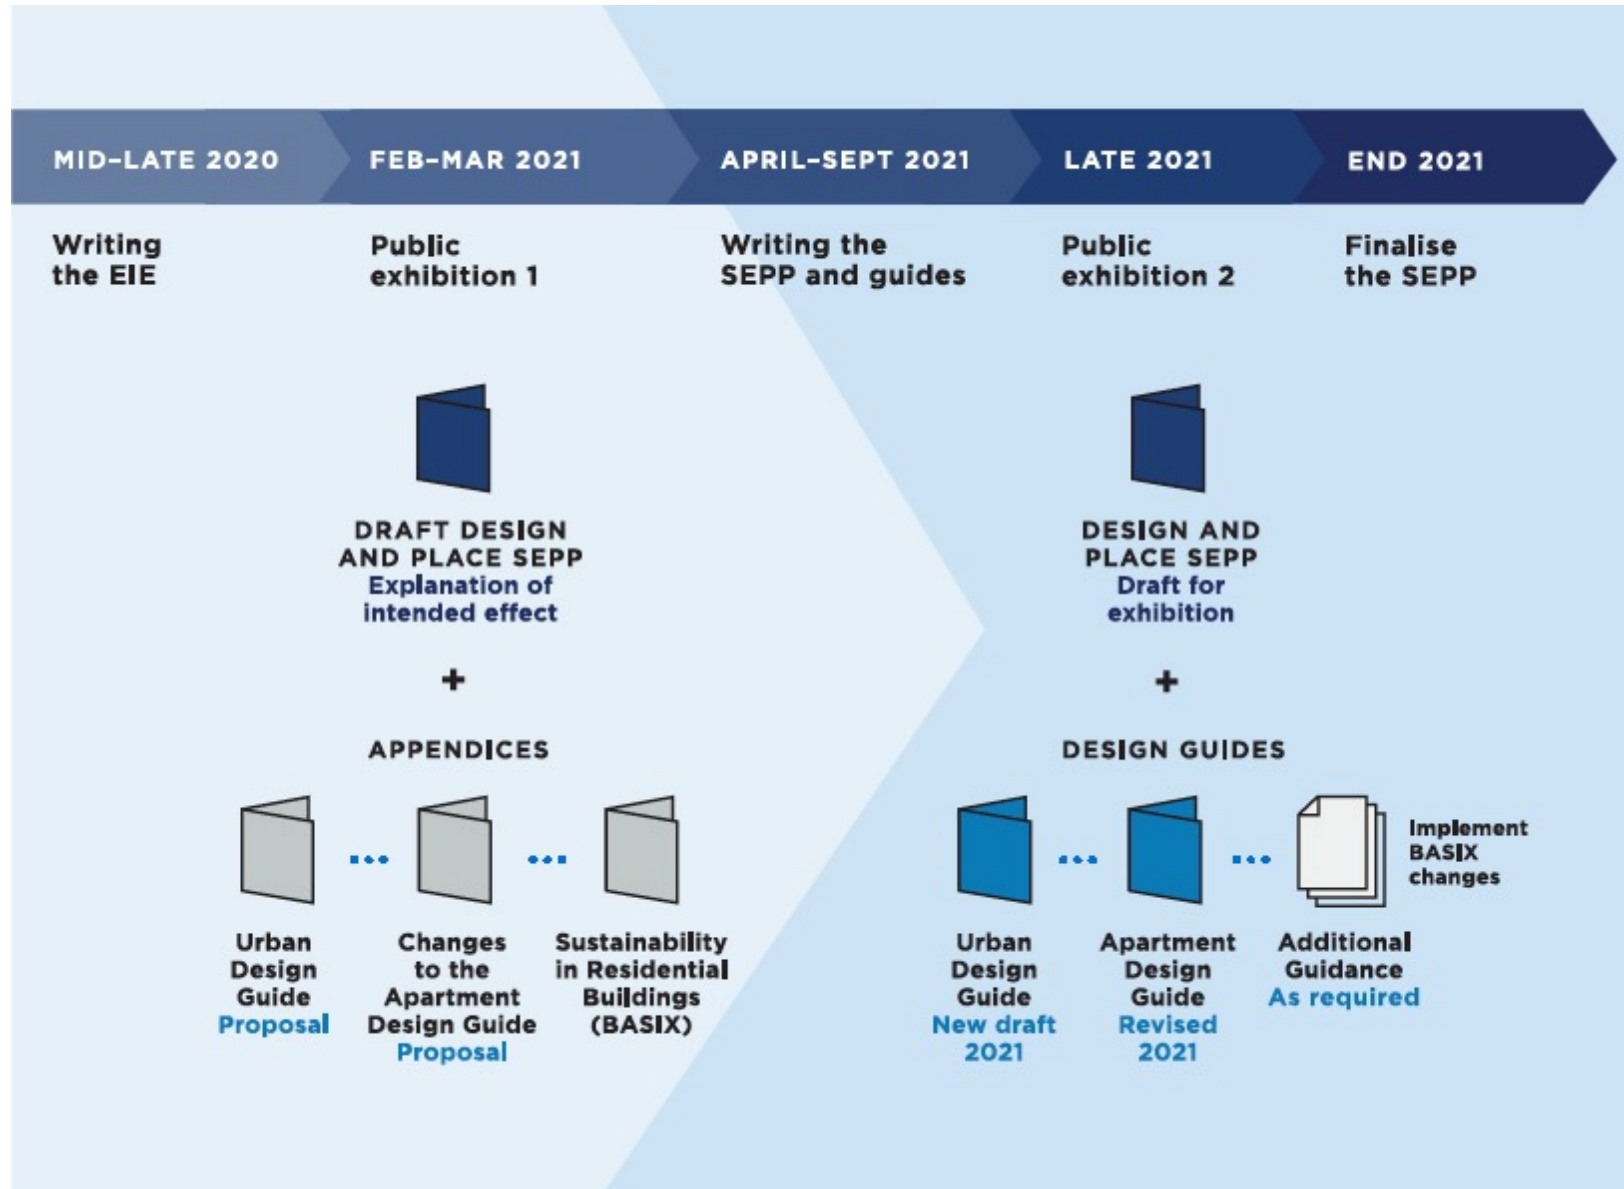 MID–LATE 2020
FEB–MAR 2021
APRIL–SEPT 2021
LATE 2021
END 2021
Writing
the EIE
Public
exhibition 1
Writing the
SEPP and guides
Public
exhibition 2
Finalise
the SEPP
DRAFT DESIGN
AND PLACE SEPP
Explanation of
intended effect
+
APPENDICES
Urban
Design
Guide
Proposal
Changes
to the
Apartment
Design Guide
Proposal
Sustainability
in Residential
Buildings
(BASIX)
DESIGN AND
PLACE SEPP
Draft for
exhibition
+
DESIGN GUIDES
Urban
Design
Guide
New draft
2021
Apartment
Design
Guide
Revised
2021
Additional
Guidance
As required
Implement
BASIX
changes